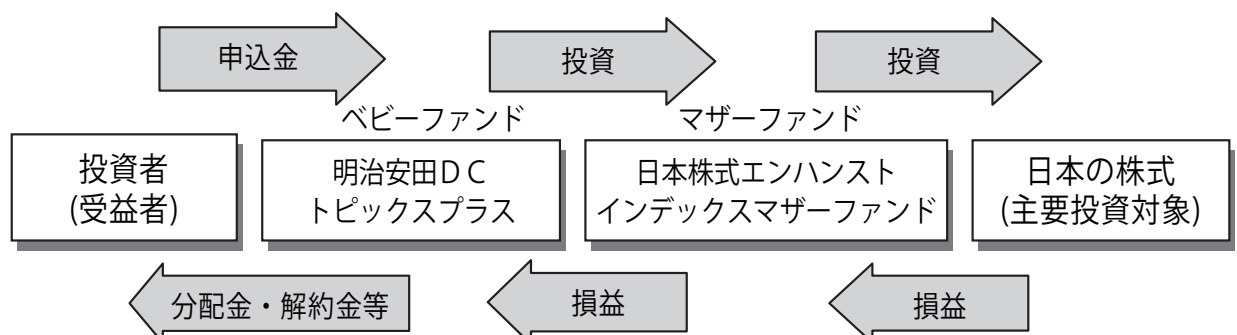 申込金
投資
投資
ベビーファンド
マザーファンド
投資者
(受益者)
明治安田ＤＣ
トピックスプラス
日本株式エンハンスト
インデックスマザーファンド
日本の株式
(主要投資対象)
分配金・解約金等
損益
損益